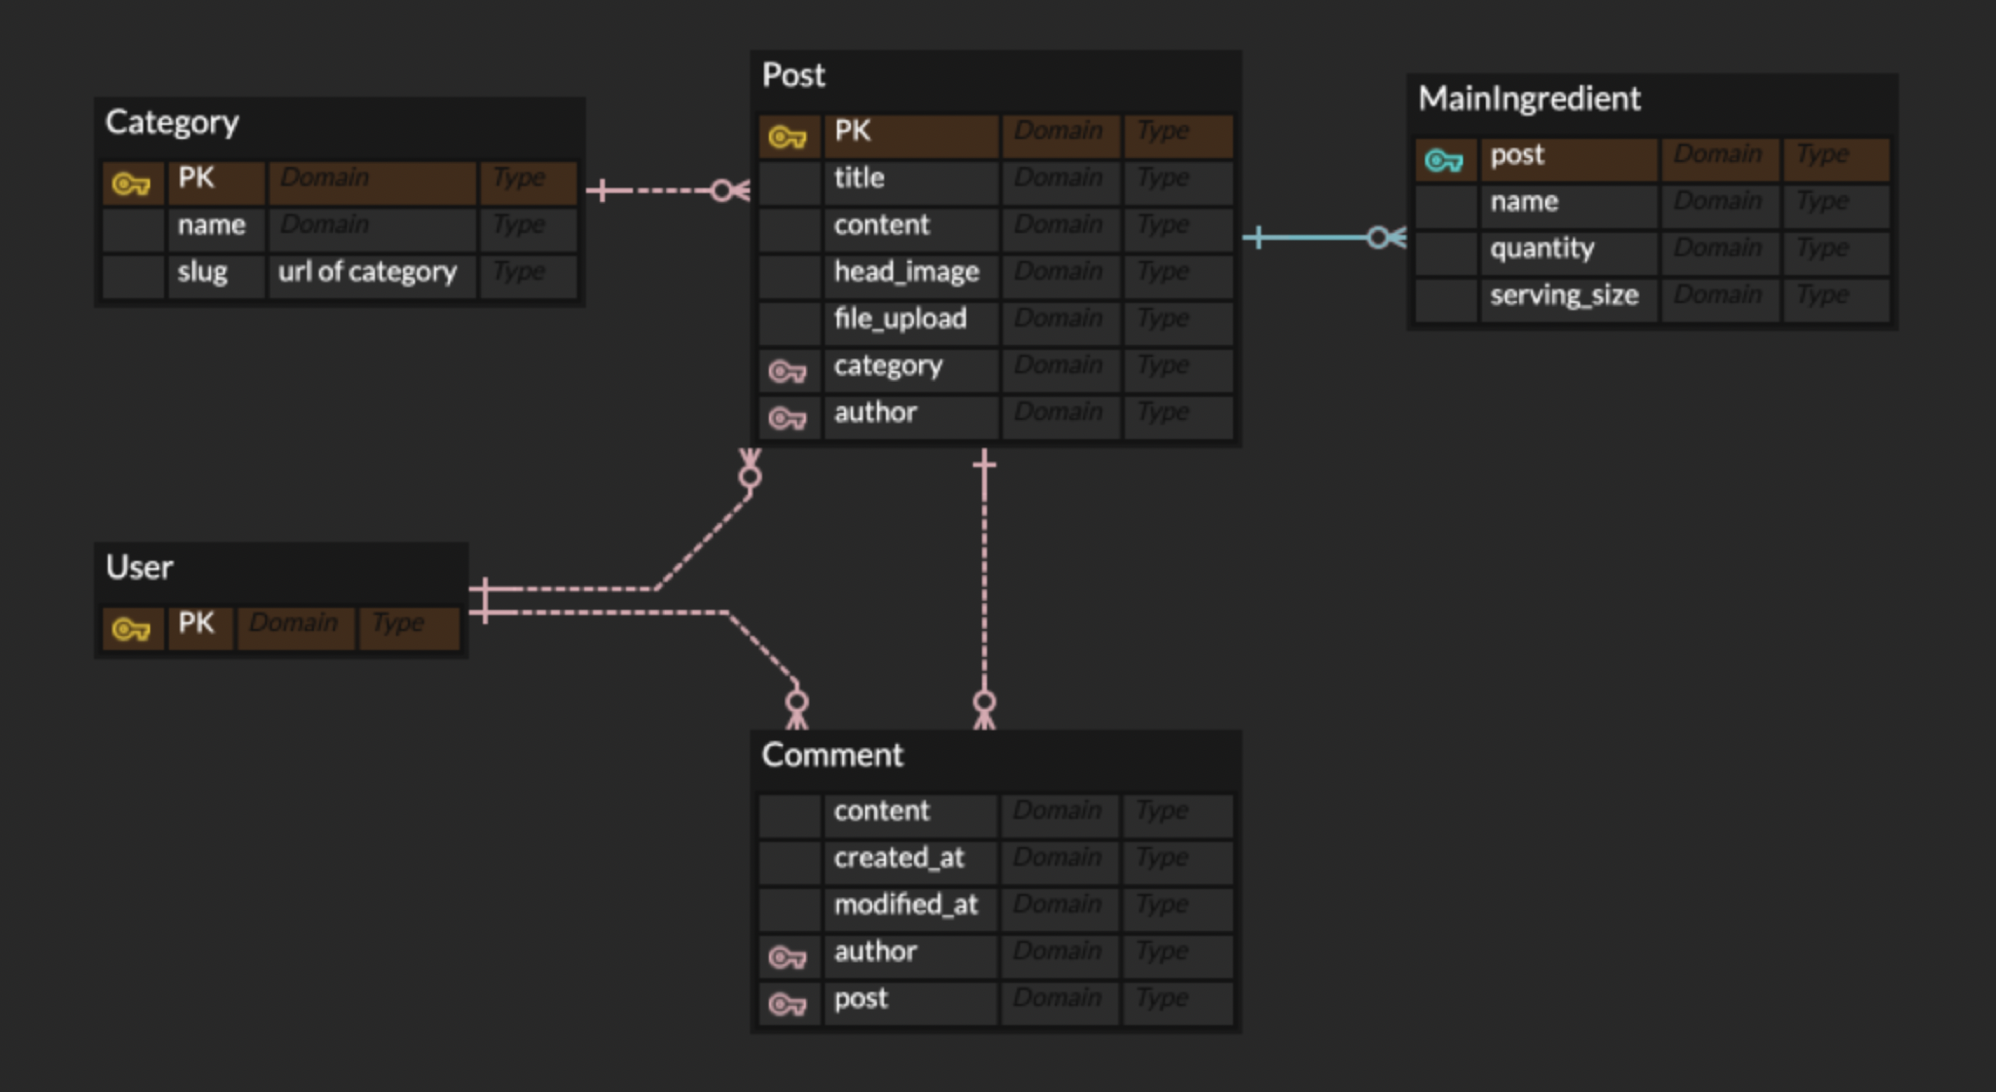 Category
PK Domain Type
name Domain Type
slug url of category Type
Post
PK Domain Type
title Domain Type
content Domain Type
head_image Domain Type
file_upload Domain Type
category Domain Type
author Domain Type
MainIngredient
post Domain Type
name Domain Type
quantity Domain Type
serving_size Domain Type
User
PK Domain Type
Comment
content Domain Type
created_at Domain Type
modified_at Domain Type
author Domain Type
post Domain Type